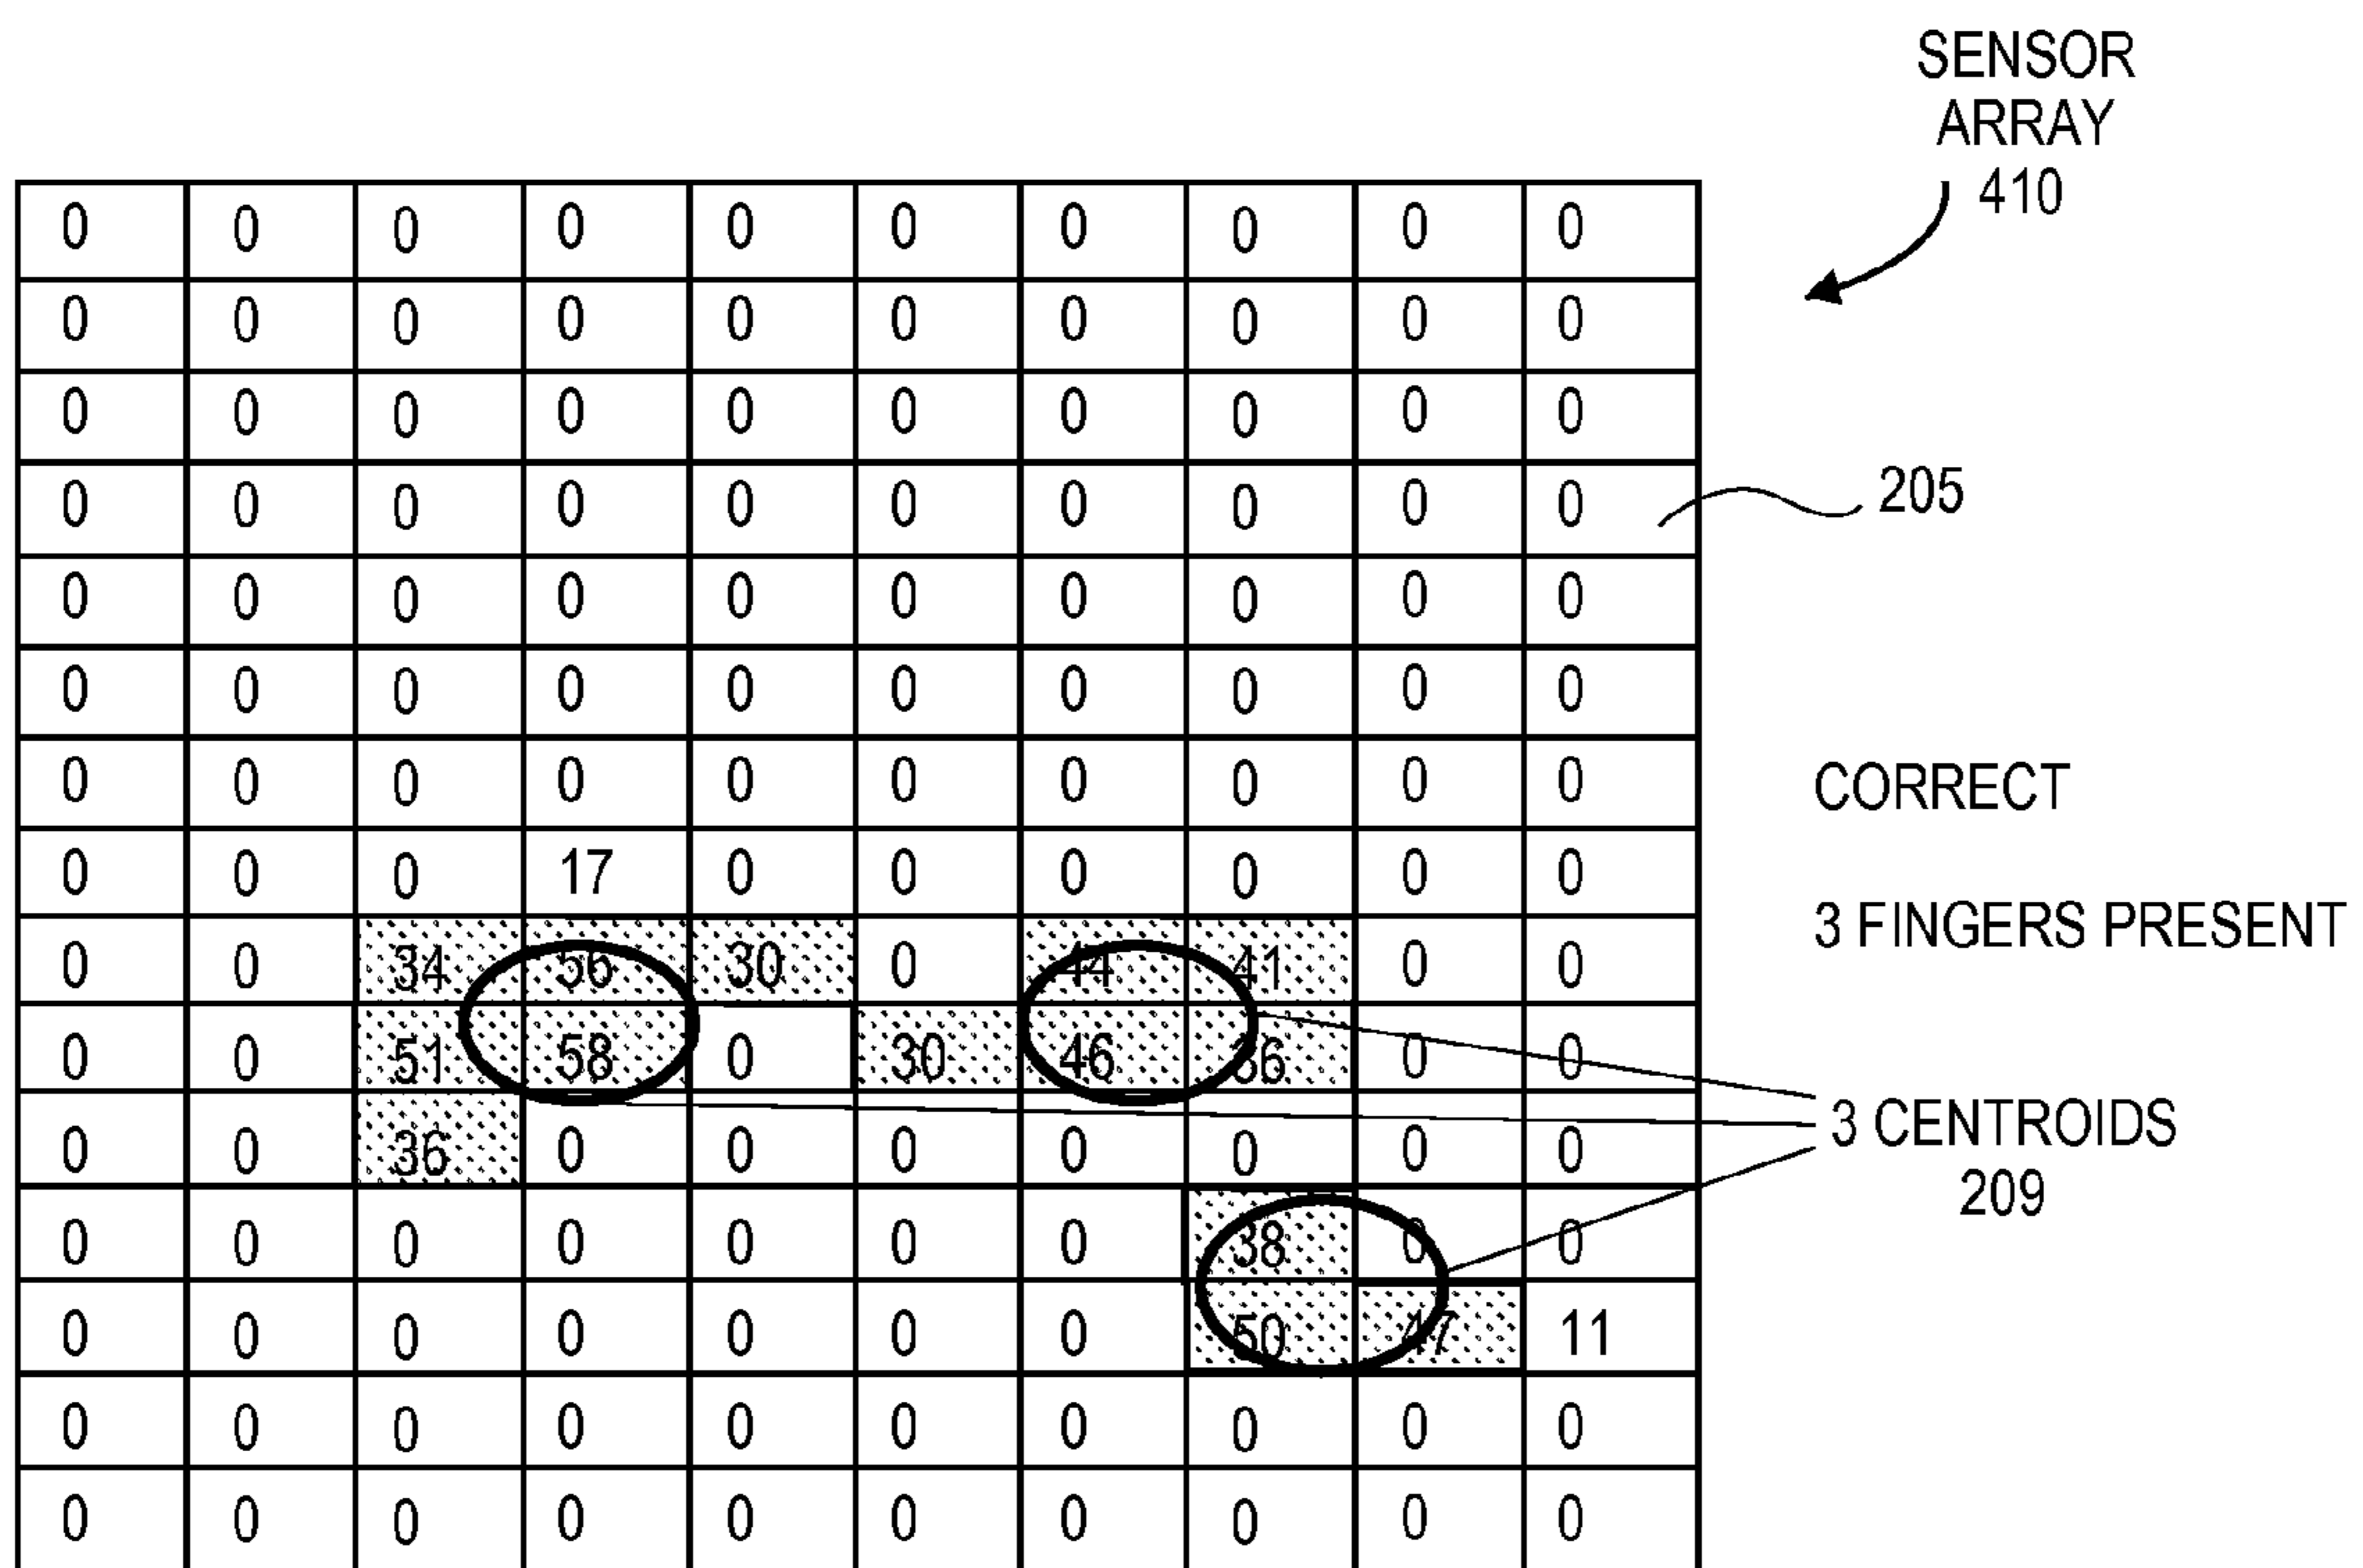 SENSOR
ARRAY
410
0 0 0 0 0 0 0 0 0 0
0 0 0 0 0 0 0 0 0 0
0 0 0 0 0 0 0 0 0 0
0 0 0 0 0 0 0 0 0 0
205
0 0 0 0 0 0 0 0 0 0
0 0 0 0 0 0 0 0 0 0
0 0 0 0 0 0 0 0 0 0
CORRECT
0 0 0 17 0 0 0 0 0 0
3 FINGERS PRESENT
0 0 34 56 30 0 44 41 0 0
0 0 51 58 0 30 46 36 0 0
0 0 36 0 0 0 0 0 0 0
3 CENTROIDS
209
0 0 0 0 0 0 0 38 0 0
0 0 0 0 0 0 0 50 47 11
0 0 0 0 0 0 0 0 0 0
0 0 0 0 0 0 0 0 0 0